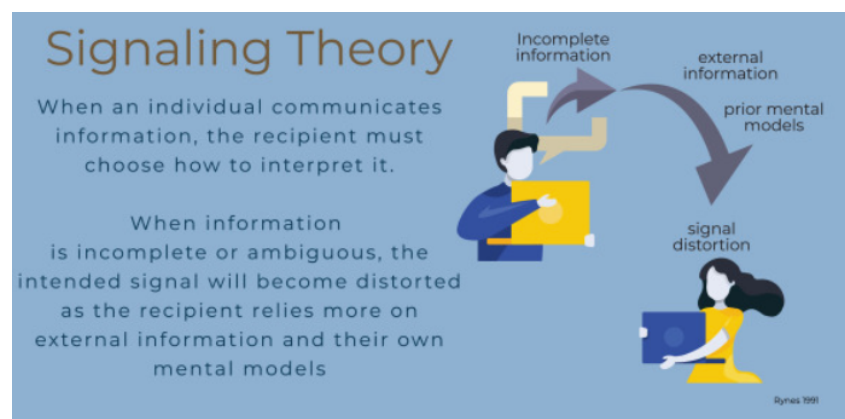 Signaling Theory
When an individual communicates
information, the recipient must
choose how to interpret it.
When information
is incomplete or ambiguous, the
intended signal will become distorted
as the recipient relies more on
external information and their own
mental models
Incomplete
information
external
information
prior mental
models
signal
distortion
Rynes 1991